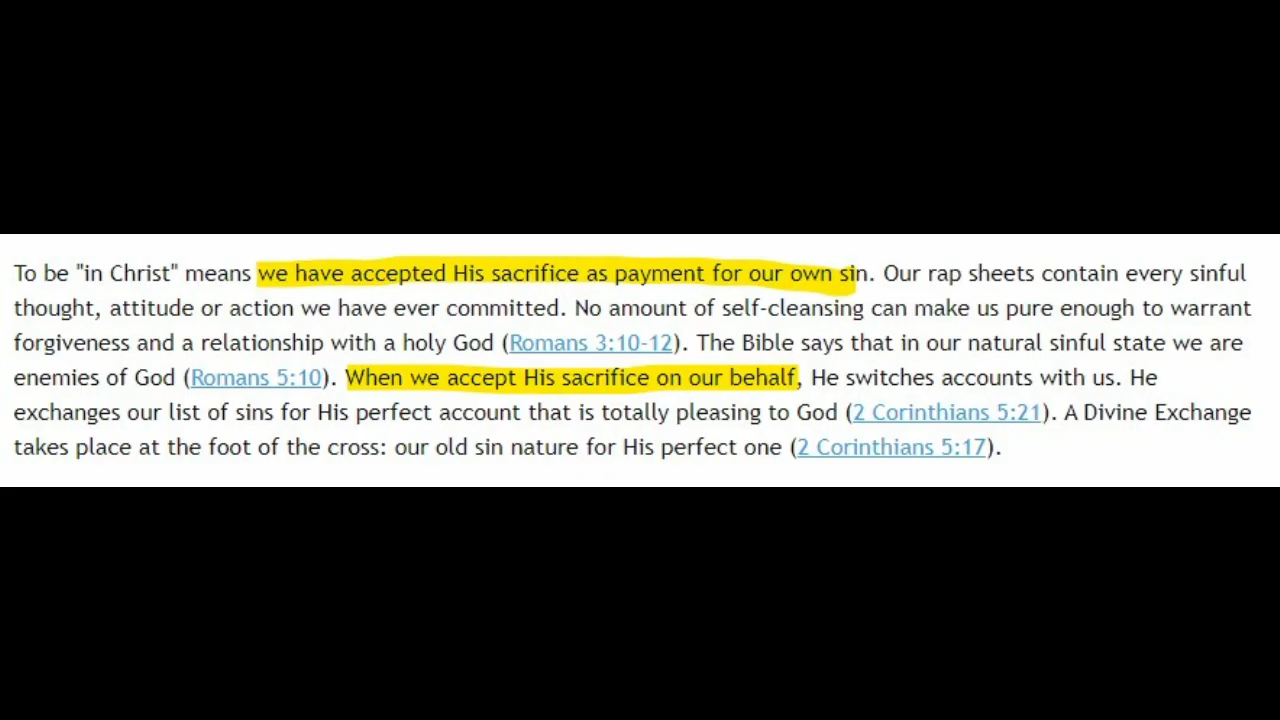 To be "in Christ" means we have accepted His sacrifice as payment for our own sin. Our rap sheets contain every sinful
thought, attitude or action we have ever committed. No amount of self-cleansing can make us pure enough to warrant
forgiveness and a relationship with a holy God (Romans 3:10-12). The Bible says that in our natural sinful state we are
enemies of God (Romans 5:10). When we accept His sacrifice on our behalf, He switches accounts with us. He
exchanges our list of sins for His perfect account that is totally pleasing to God (2 Corinthians 5:21). A Divine Exchange
takes place at the foot of the cross: our old sin nature for His perfect one (2 Corinthians 5:17).